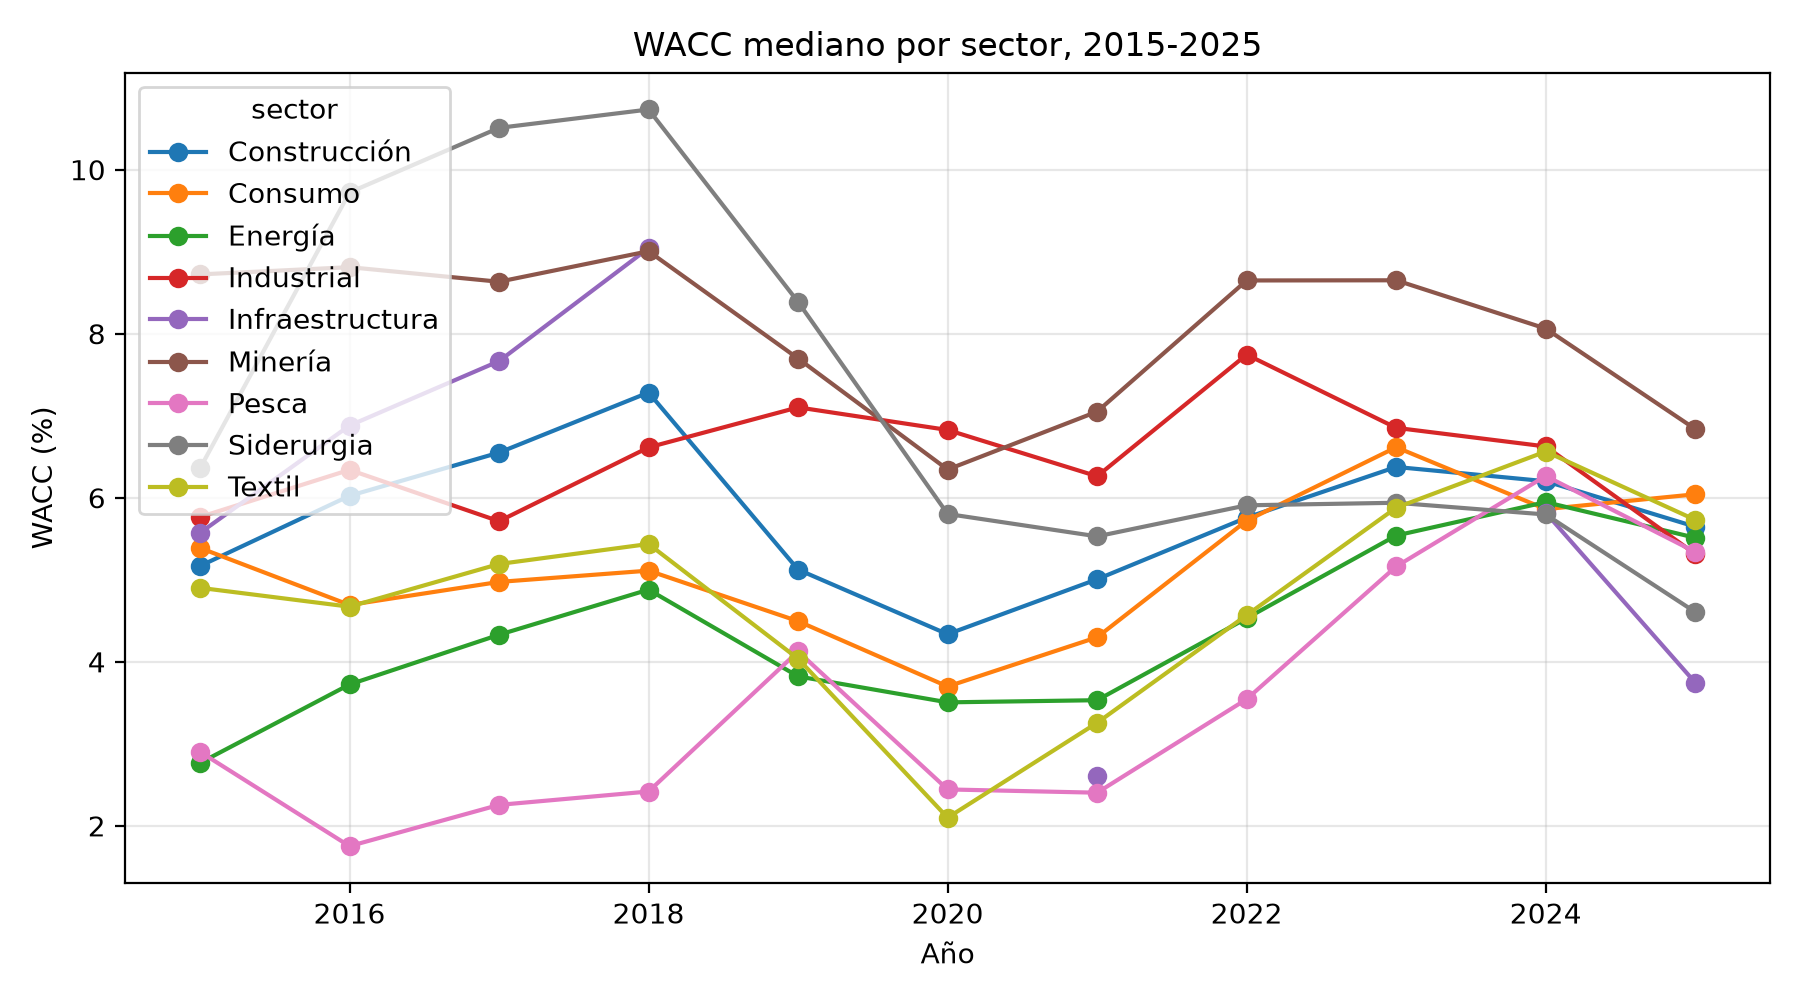 WACC mediano por sector, 2015-2025
sector
Construcción
Consumo
Energía
Industrial
Infraestructura
Minería
Pesca
Siderurgia
Textil
WACC (%)
10
8
6
4
2
2016
2018
2020
2022
2024
Año